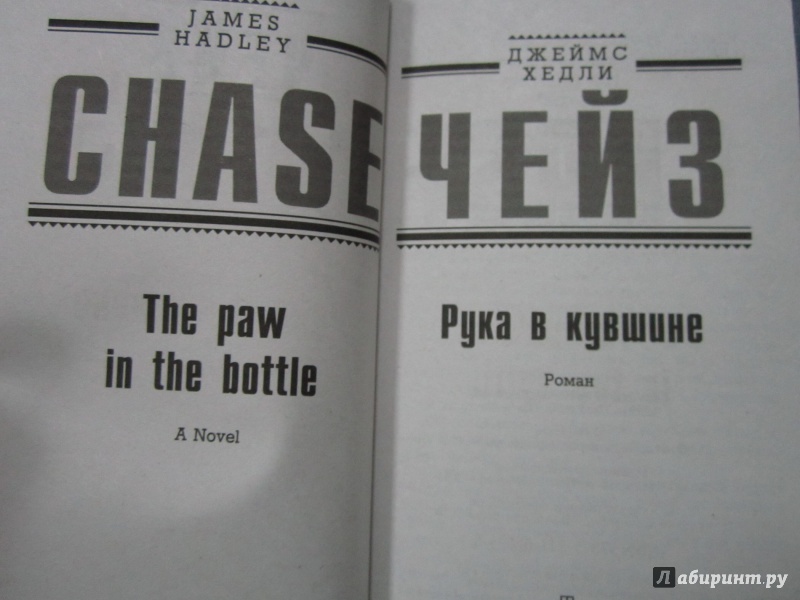 JAMES
HADLEY
CHASE
The paw
in the bottle
A Novel
ДЖЕЙМС
ХЕДЛИ
ЧЕЙЗ
Рука в кувшине
Роман
Лабиринт.ру